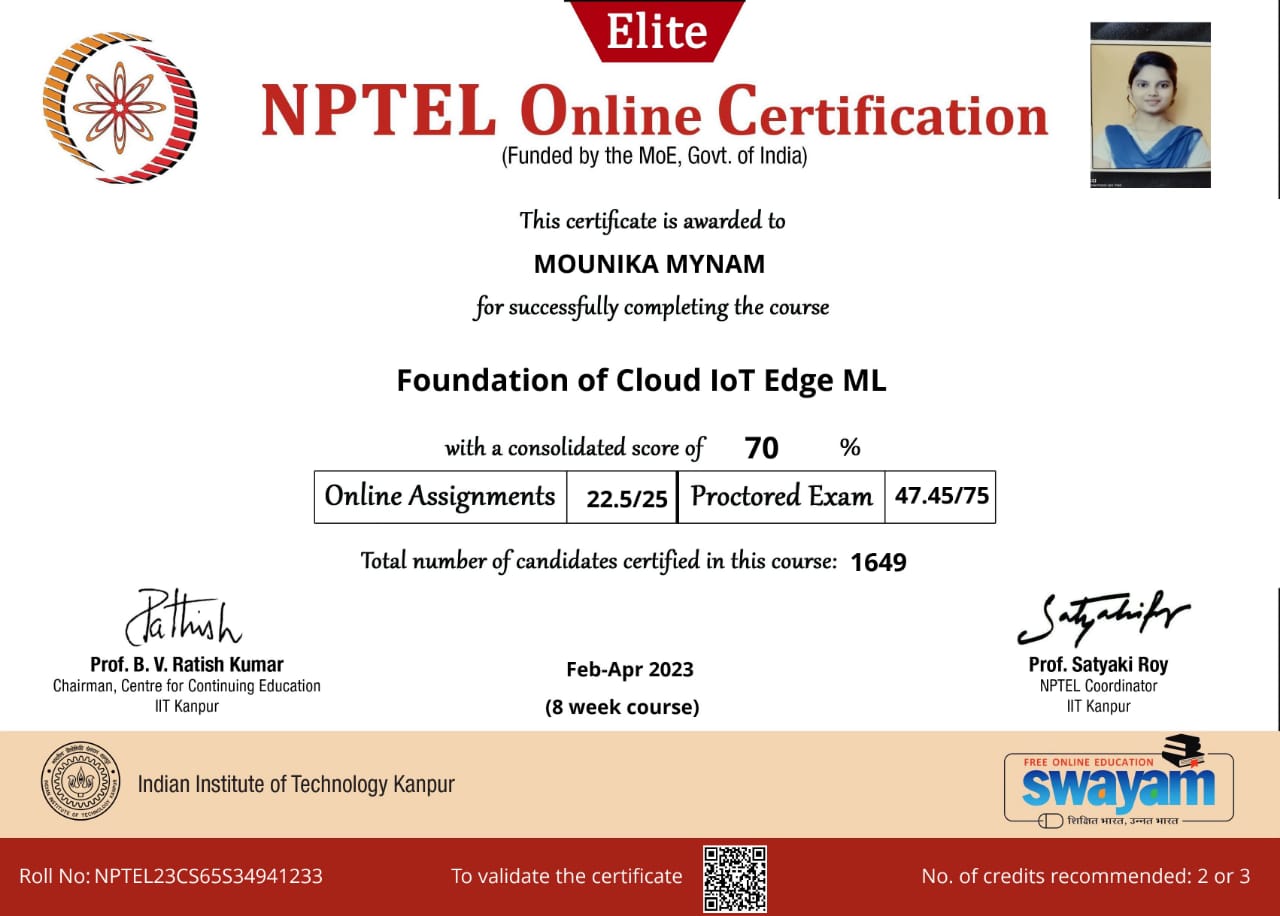 Elite
NPTEL Online Certification
(Funded by the MoE, Govt. of India)
This certificate is awarded to
MOUNIKA MYNAM
for successfully completing the course
Foundation of Cloud IoT Edge ML
with a consolidated score of 70 %
Online Assignments 22.5/25 Proctored Exam 47.45/75
Total number of candidates certified in this course: 1649
Prof. B. V. Ratish Kumar
Chairman, Centre for Continuing Education
IIT Kanpur
Feb-Apr 2023
(8 week course)
Prof. Satyaki Roy
NPTEL Coordinator
IIT Kanpur
Indian Institute of Technology Kanpur
FREE ONLINE EDUCATION
swayam
शिक्षित भारत, उन्नत भारत
Roll No: NPTEL23CS65S34941233
To validate the certificate
No. of credits recommended: 2 or 3